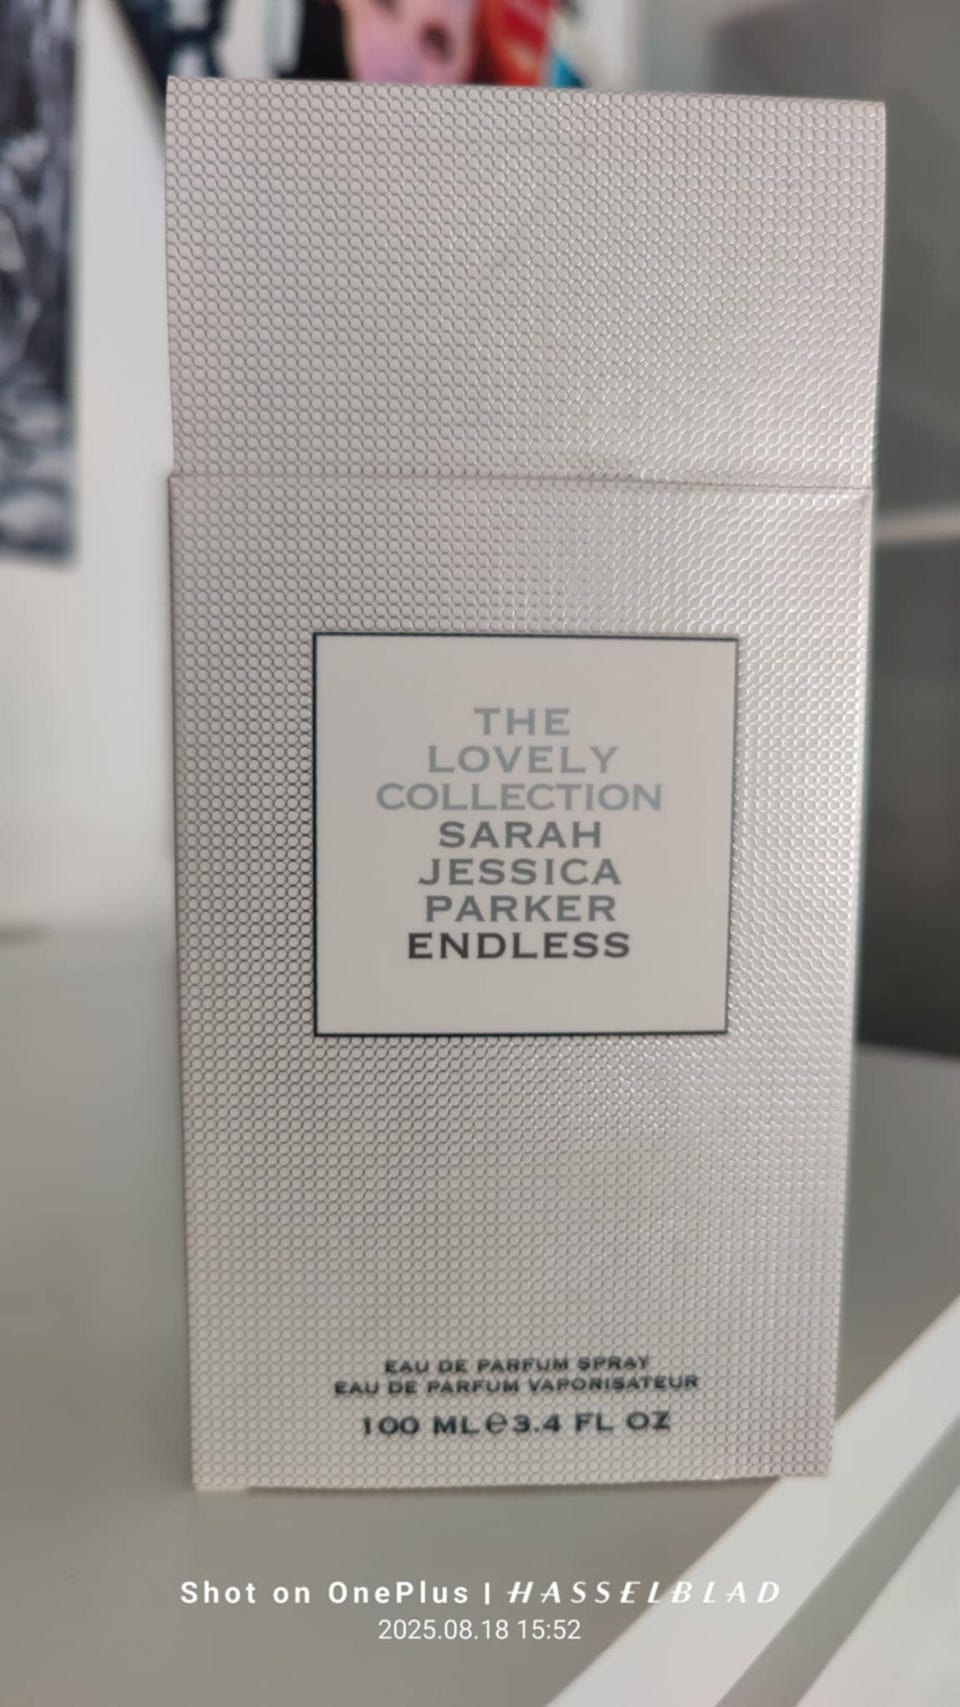 THE
LOVELY
COLLECTION
SARAH
JESSICA
PARKER
ENDLESS
EAU DE PARFUM SPRAY
EAU DE PARFUM VAPORISATEUR
100 ML℮3.4 FL OZ
Shot on OnePlus | HASSELBLAD
2025.08.18 15:52